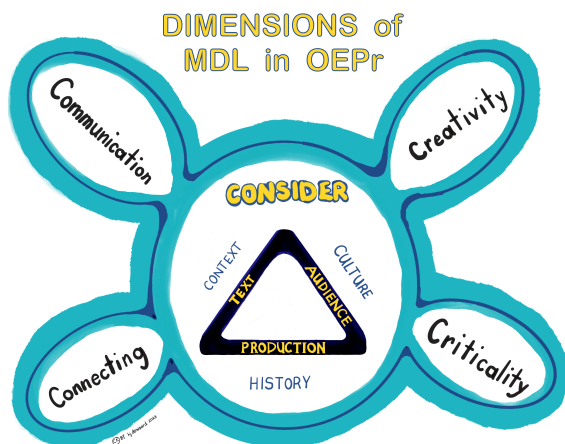 DIMENSIONS of
MDL in OEPr
Communication
Creativity
CONSIDER
CONTEXT
CULTURE
TEXT
AUDIENCE
PRODUCTION
HISTORY
Connecting
Criticality